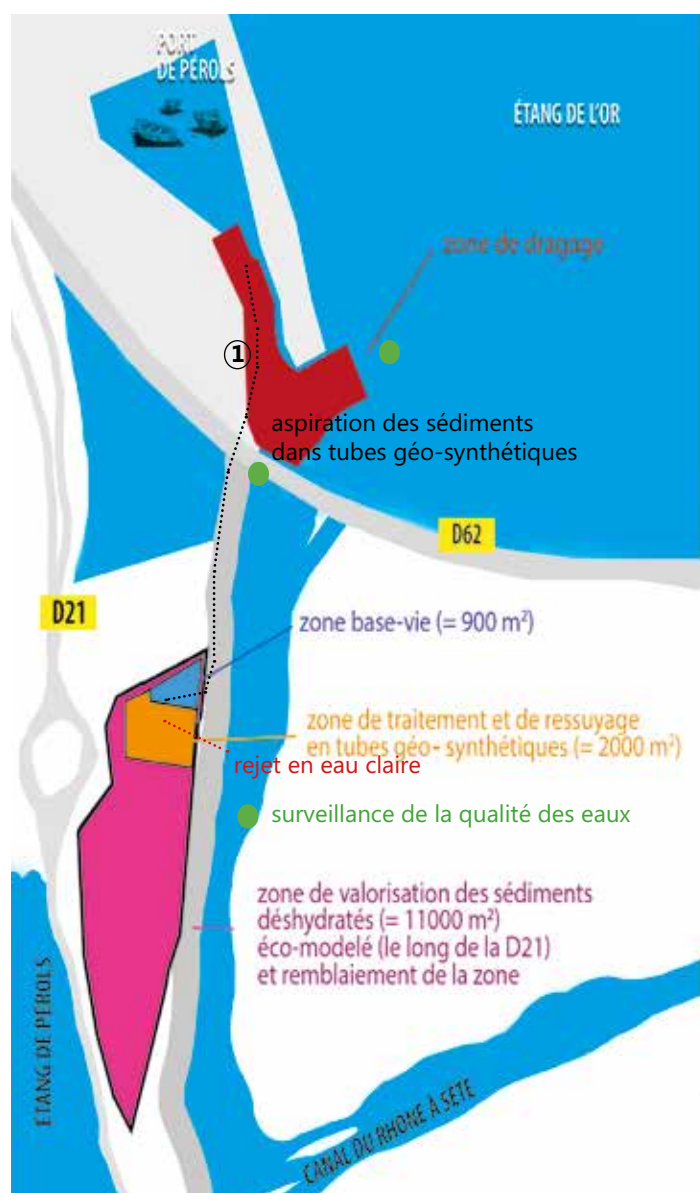 PORT
DE PÉROLS
ÉTANG DE L'OR
zone de dragage
①
aspiration des sédiments
dans tubes géo-synthétiques
D62
D21
zone base-vie (= 900 m²)
zone de traitement et de ressuyage
en tubes géo- synthétiques (= 2000 m²)
rejet en eau claire
surveillance de la qualité des eaux
zone de valorisation des sédiments
déshydratés (= 11000 m²)
éco-modelé (le long de la D21)
et remblaiement de la zone
ETANG DE PEROLS
CANAL DU RHONE À SETE